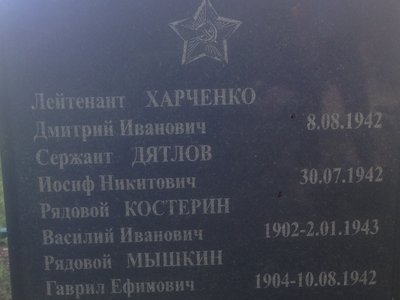 Лейтенант ХАРЧЕНКО
Дмитрий Иванович 8.08.1942
Сержант ДЯТЛОВ
Иосиф Никитович 30.07.1942
Рядовой КОСТЕРИН
Василий Иванович 1902-2.01.1943
Рядовой МЫШКИН
Гаврил Ефимович 1904-10.08.1942